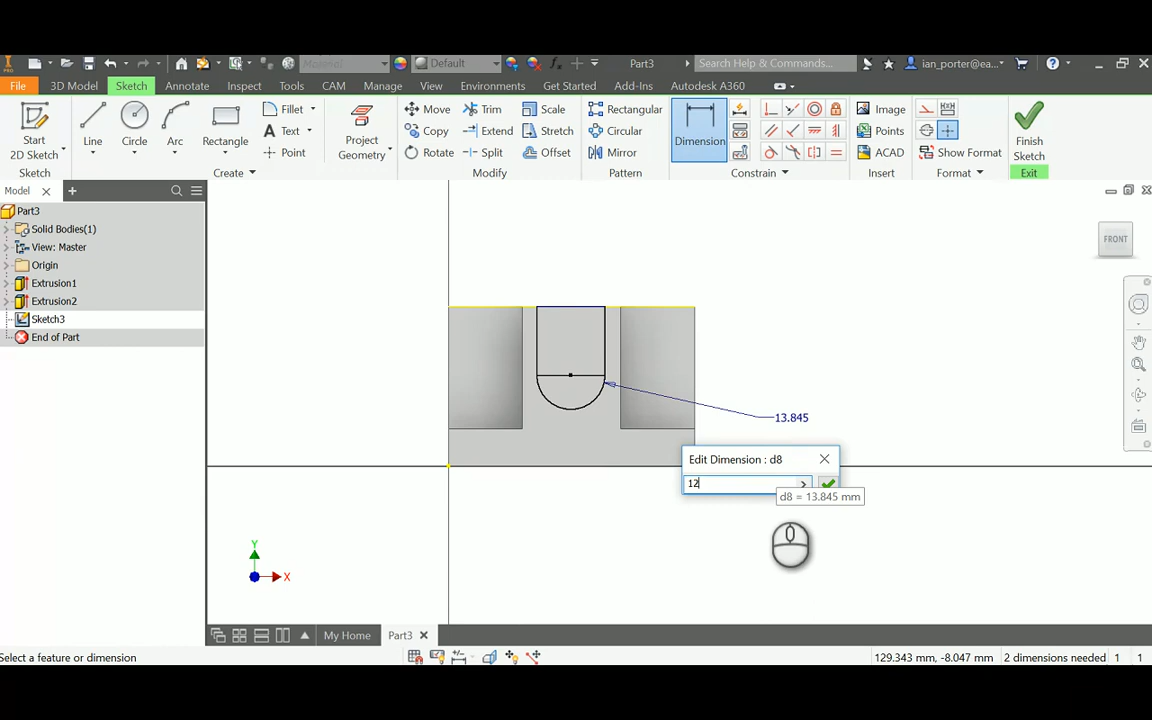 PRO
Material
Default
Part3
Search Help & Commands...
ian_porter@ea...
File 3D Model Sketch Annotate Inspect Tools CAM Manage View Environments Get Started Add-Ins Autodesk A360
Start 2D Sketch
Line
Circle
Arc
Rectangle
Fillet
Text
Point
Project Geometry
Move Trim Scale
Copy Extend Stretch
Rotate Split Offset
Rectangular
Circular
Mirror
Dimension
Image
Points
ACAD
Show Format
Finish Sketch
Sketch Create Modify Pattern Constrain Insert Format Exit
Model
Part3
Solid Bodies(1)
View: Master
Origin
Extrusion1
Extrusion2
Sketch3
End of Part
FRONT
13.845
Edit Dimension : d8
12
d8 = 13.845 mm
Y
X
My Home Part3
Select a feature or dimension
129.343 mm, -8.047 mm 2 dimensions needed 1 1